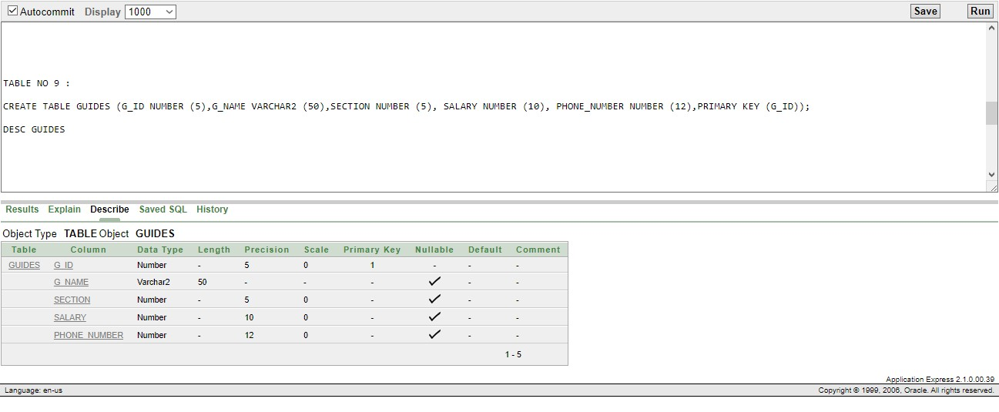 Autocommit Display 1000 Save Run
TABLE NO 9 :
CREATE TABLE GUIDES (G_ID NUMBER (5),G_NAME VARCHAR2 (50),SECTION NUMBER (5), SALARY NUMBER (10), PHONE_NUMBER NUMBER (12),PRIMARY KEY (G_ID));
DESC GUIDES
Results Explain Describe Saved SQL History
Object Type TABLE Object GUIDES
Table Column Data Type Length Precision Scale Primary Key Nullable Default Comment
GUIDES G_ID Number - 5 0 1 - - -
G_NAME Varchar2 50 - - - - -
SECTION Number - 5 0 - - -
SALARY Number - 10 0 - - -
PHONE_NUMBER Number - 12 0 - - -
1 - 5
Application Express 2.1.0.00.39
Language: en-us Copyright © 1999, 2006, Oracle. All rights reserved.